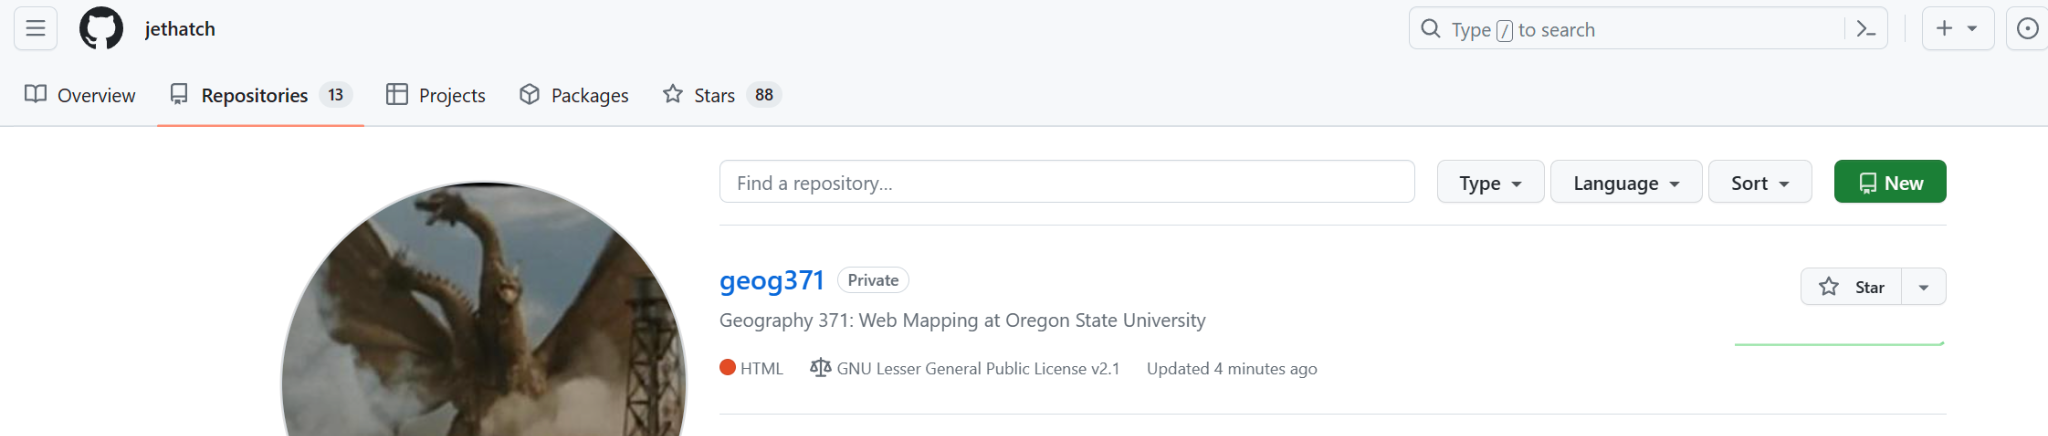 jethatch
Type / to search
Overview Repositories 13 Projects Packages Stars 88
Find a repository... Type Language Sort New
geog371 Private Star
Geography 371: Web Mapping at Oregon State University
HTML GNU Lesser General Public License v2.1 Updated 4 minutes ago